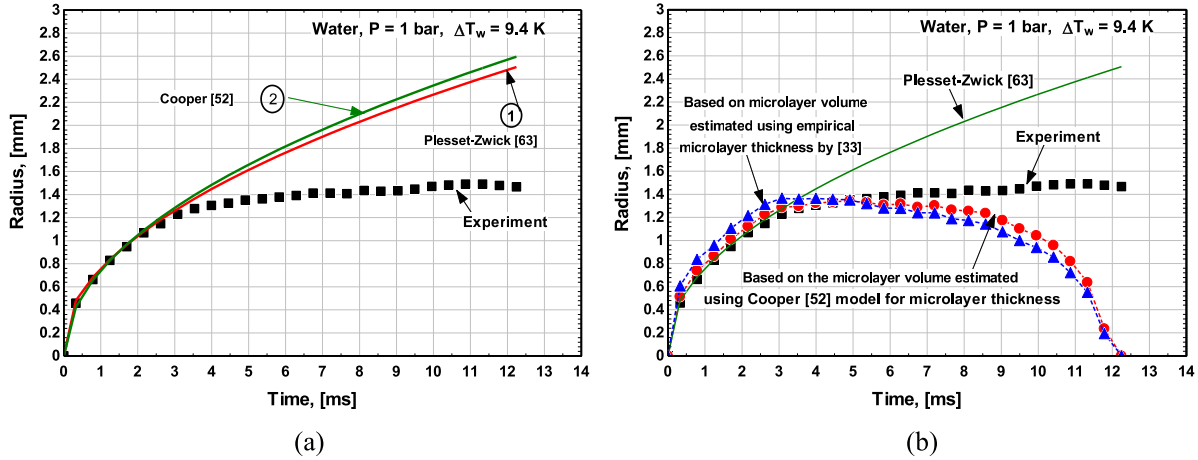 Water, P = 1 bar, ΔTw = 9.4 K
3
2.8
2.6
2.4
2.2
2
1.8
1.6
1.4
1.2
1
0.8
0.6
0.4
0.2
0
Radius, [mm]
Cooper [52]
2
1
Plesset-Zwick [63]
Experiment
0 1 2 3 4 5 6 7 8 9 10 11 12 13 14
Time, [ms]
(a)
Water, P = 1 bar, ΔTw = 9.4 K
3
2.8
2.6
2.4
2.2
2
1.8
1.6
1.4
1.2
1
0.8
0.6
0.4
0.2
0
Radius, [mm]
Plesset-Zwick [63]
Based on microlayer volume
estimated using empirical
microlayer thickness by [33]
Experiment
Based on the microlayer volume estimated
using Cooper [52] model for microlayer thickness
0 1 2 3 4 5 6 7 8 9 10 11 12 13 14
Time, [ms]
(b)